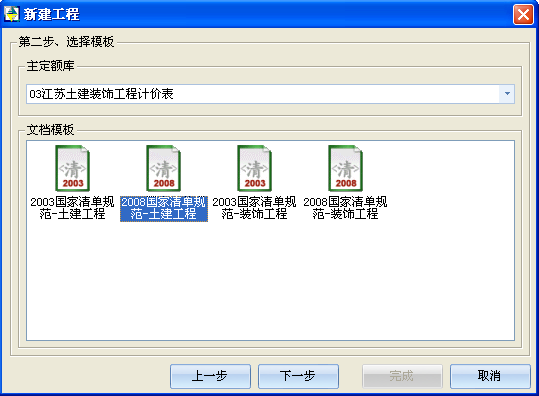 新建工程
第二步、选择模板
主定额库
03江苏土建装饰工程计价表
文档模板
清
2003
清
2008
清
2003
清
2008
2003国家清单规
范-土建工程
2008国家清单规
范-土建工程
2003国家清单规
范-装饰工程
2008国家清单规
范-装饰工程
上一步
下一步
完成
取消